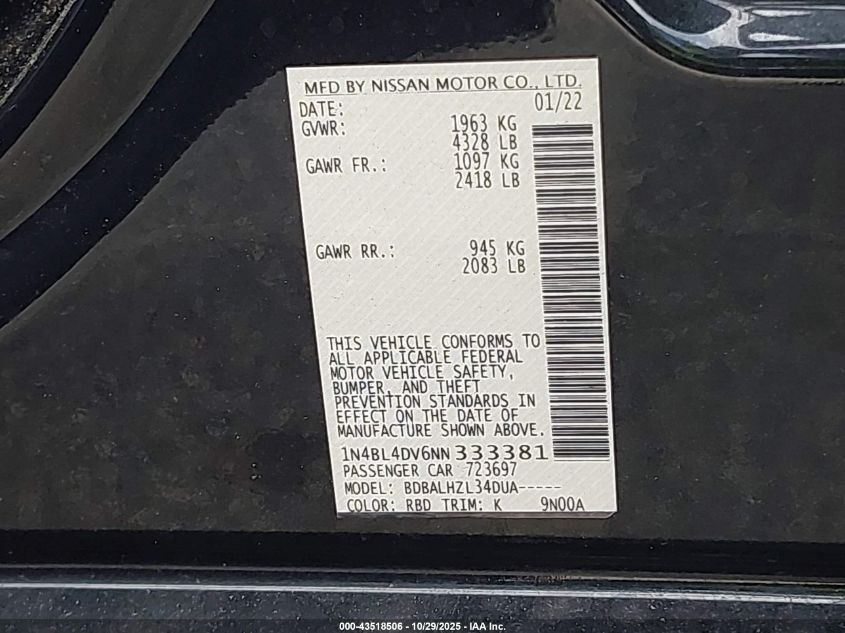 MFD BY NISSAN MOTOR CO., LTD.
DATE: 01/22
GVWR: 1963 KG
4328 LB
GAWR FR.: 1097 KG
2418 LB
GAWR RR.: 945 KG
2083 LB
THIS VEHICLE CONFORMS TO
ALL APPLICABLE FEDERAL
MOTOR VEHICLE SAFETY,
BUMPER, AND THEFT
PREVENTION STANDARDS IN
EFFECT ON THE DATE OF
MANUFACTURE SHOWN ABOVE.
1N4BL4DV6NN333381
PASSENGER CAR 723697
MODEL: BDBALHZL34DUA-----
COLOR: RBD TRIM: K 9N00A
000-43518506 - 10/29/2025 - IAA Inc.